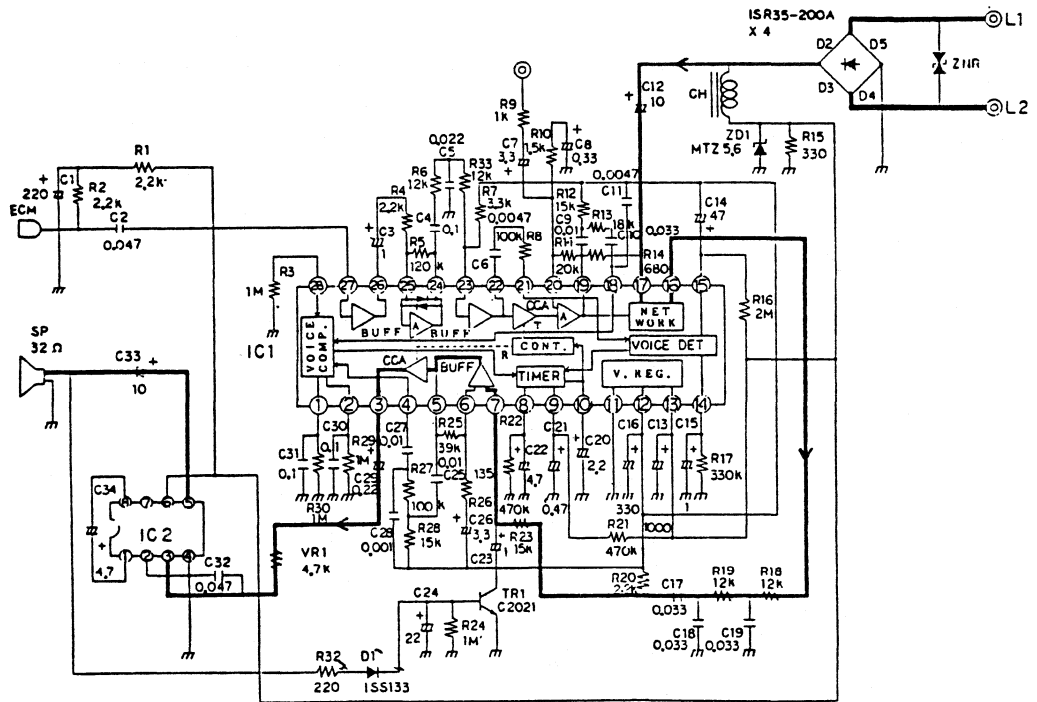 ISR35-200A
X 4
L1
D2
D5
ZNR
D3
D4
L2
C12
10
CH
ZD1
MTZ 5,6
R15
330
R9
1k
C7
3,3
R10
1,5k
C8
0,33
0,022
C5
R1
2,2k
C1
220
R2
2,2k
ECM
C2
0,047
R4
2,2k
C3
1
R6
12k
C4
0,1
R33
12k
R5
120 k
R7
3,3k
0,0047
100k
R8
C6
R12
15k
C9
0,01
R11
20k
R13
18k
C10
0,033
0,0047
C11
R14
680
C14
47
R16
2M
R3
1M
28
27
26
25
24
23
22
21
20
19
18
17
16
15
IC1
VOICE
COMP.
BUFF
A
BUFF
CCA
T
A
NET
WORK
R
CONT.
VOICE DET
CCA
BUFF
TIMER
V. REG.
1
2
3
4
5
6
7
8
9
10
11
12
13
14
SP
32 Ω
C33
10
C31
0,1
C30
0,1
R29
1M
C29
0,22
R30
1M
C27
0,01
R27
100k
C28
0,001
R28
15k
R25
39k
0,01
C25
135
R26
C26
3,3
C23
1
R22
470k
R23
15k
C22
4,7
C21
0,47
C20
2,2
C16
330
C13
1000
C15
1
R17
330k
R21
470k
R20
C17
0,033
R19
12k
R18
12k
C18
0,033
C19
0,033
C34
4,7
8
7
6
5
IC 2
1
2
3
4
C32
0,047
VR1
4,7k
C24
22
R24
1M
TR1
C2021
R32
220
D1
ISS133